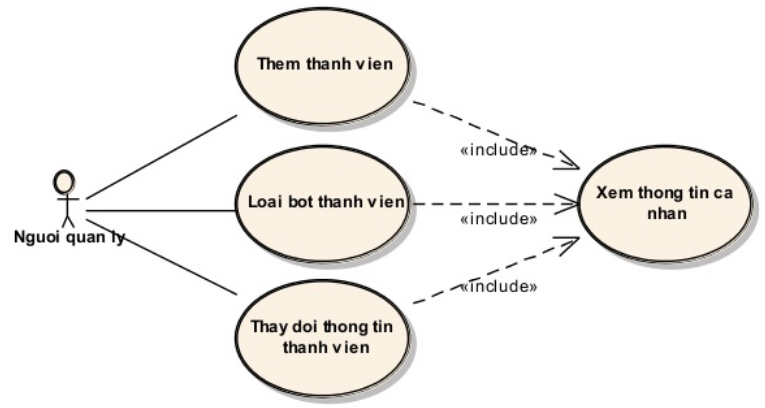 Them thanh vien
«include»
Loai bot thanh vien
Xem thong tin ca
nhan
«include»
Nguoi quan ly
«include»
Thay doi thong tin
thanh vien